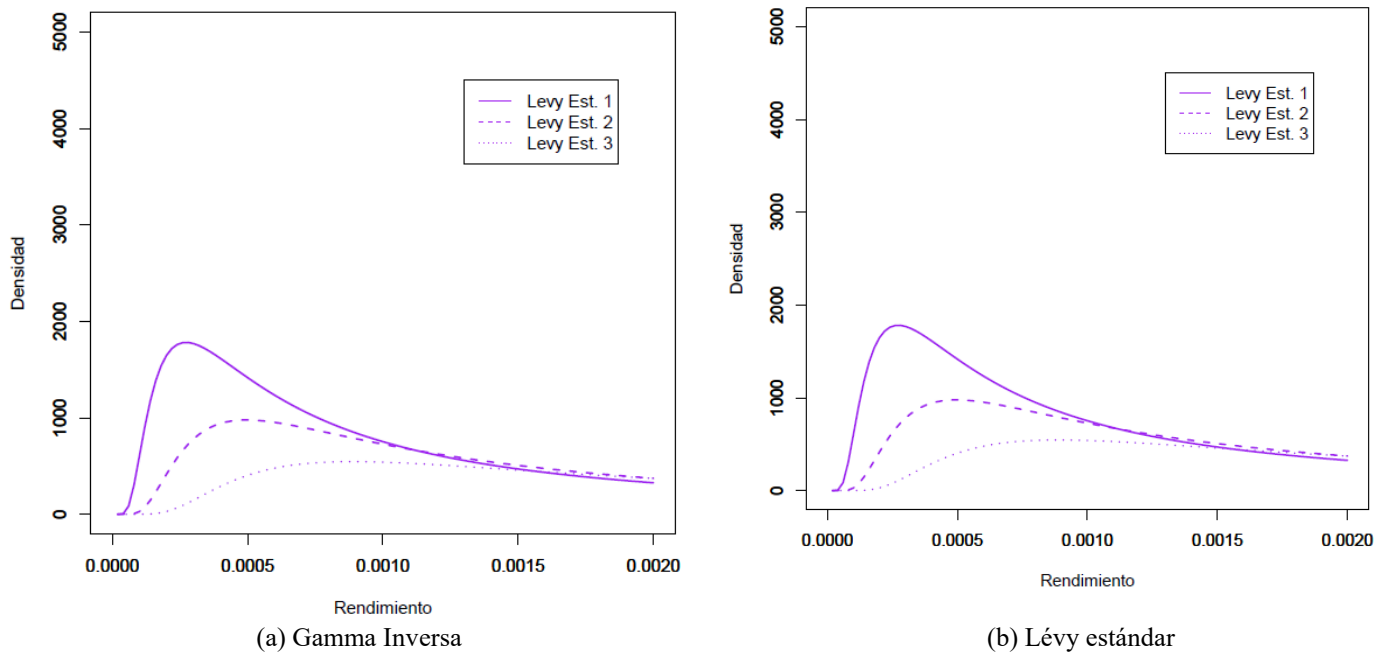 5000
4000
3000
2000
1000
0
Densidad
Levy Est. 1
Levy Est. 2
Levy Est. 3
0.0000 0.0005 0.0010 0.0015 0.0020
Rendimiento
(a) Gamma Inversa
5000
4000
3000
2000
1000
0
Densidad
Levy Est. 1
Levy Est. 2
Levy Est. 3
0.0000 0.0005 0.0010 0.0015 0.0020
Rendimiento
(b) Lévy estándar